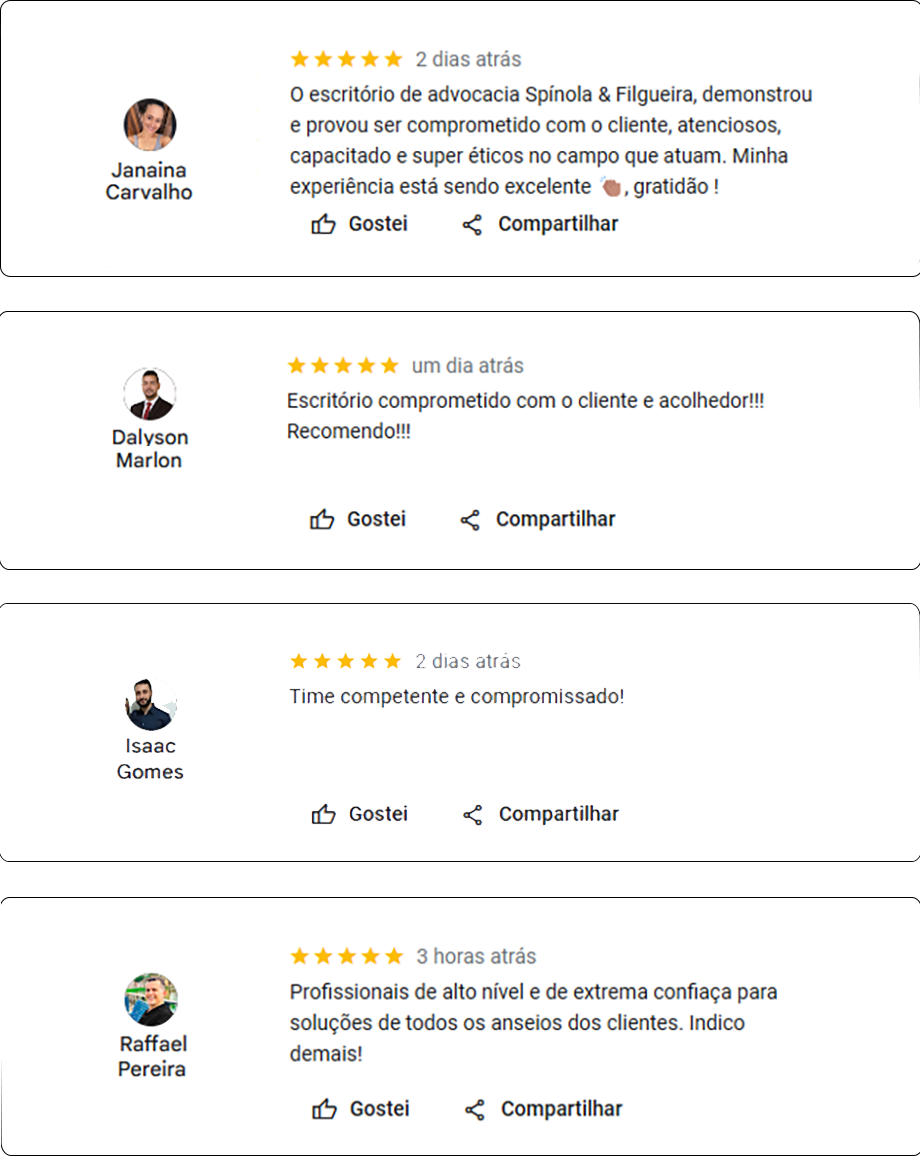 2 dias atrás
O escritório de advocacia Spínola & Filgueira, demonstrou
e provou ser comprometido com o cliente, atenciosos,
capacitado e super éticos no campo que atuam. Minha
experiência está sendo excelente 👏🏽, gratidão !
Janaina
Carvalho
Gostei Compartilhar
um dia atrás
Escritório comprometido com o cliente e acolhedor!!!
Recomendo!!!
Dalyson
Marlon
Gostei Compartilhar
2 dias atrás
Time competente e compromissado!
Isaac
Gomes
Gostei Compartilhar
3 horas atrás
Profissionais de alto nível e de extrema confiaça para
soluções de todos os anseios dos clientes. Indico
demais!
Raffael
Pereira
Gostei Compartilhar